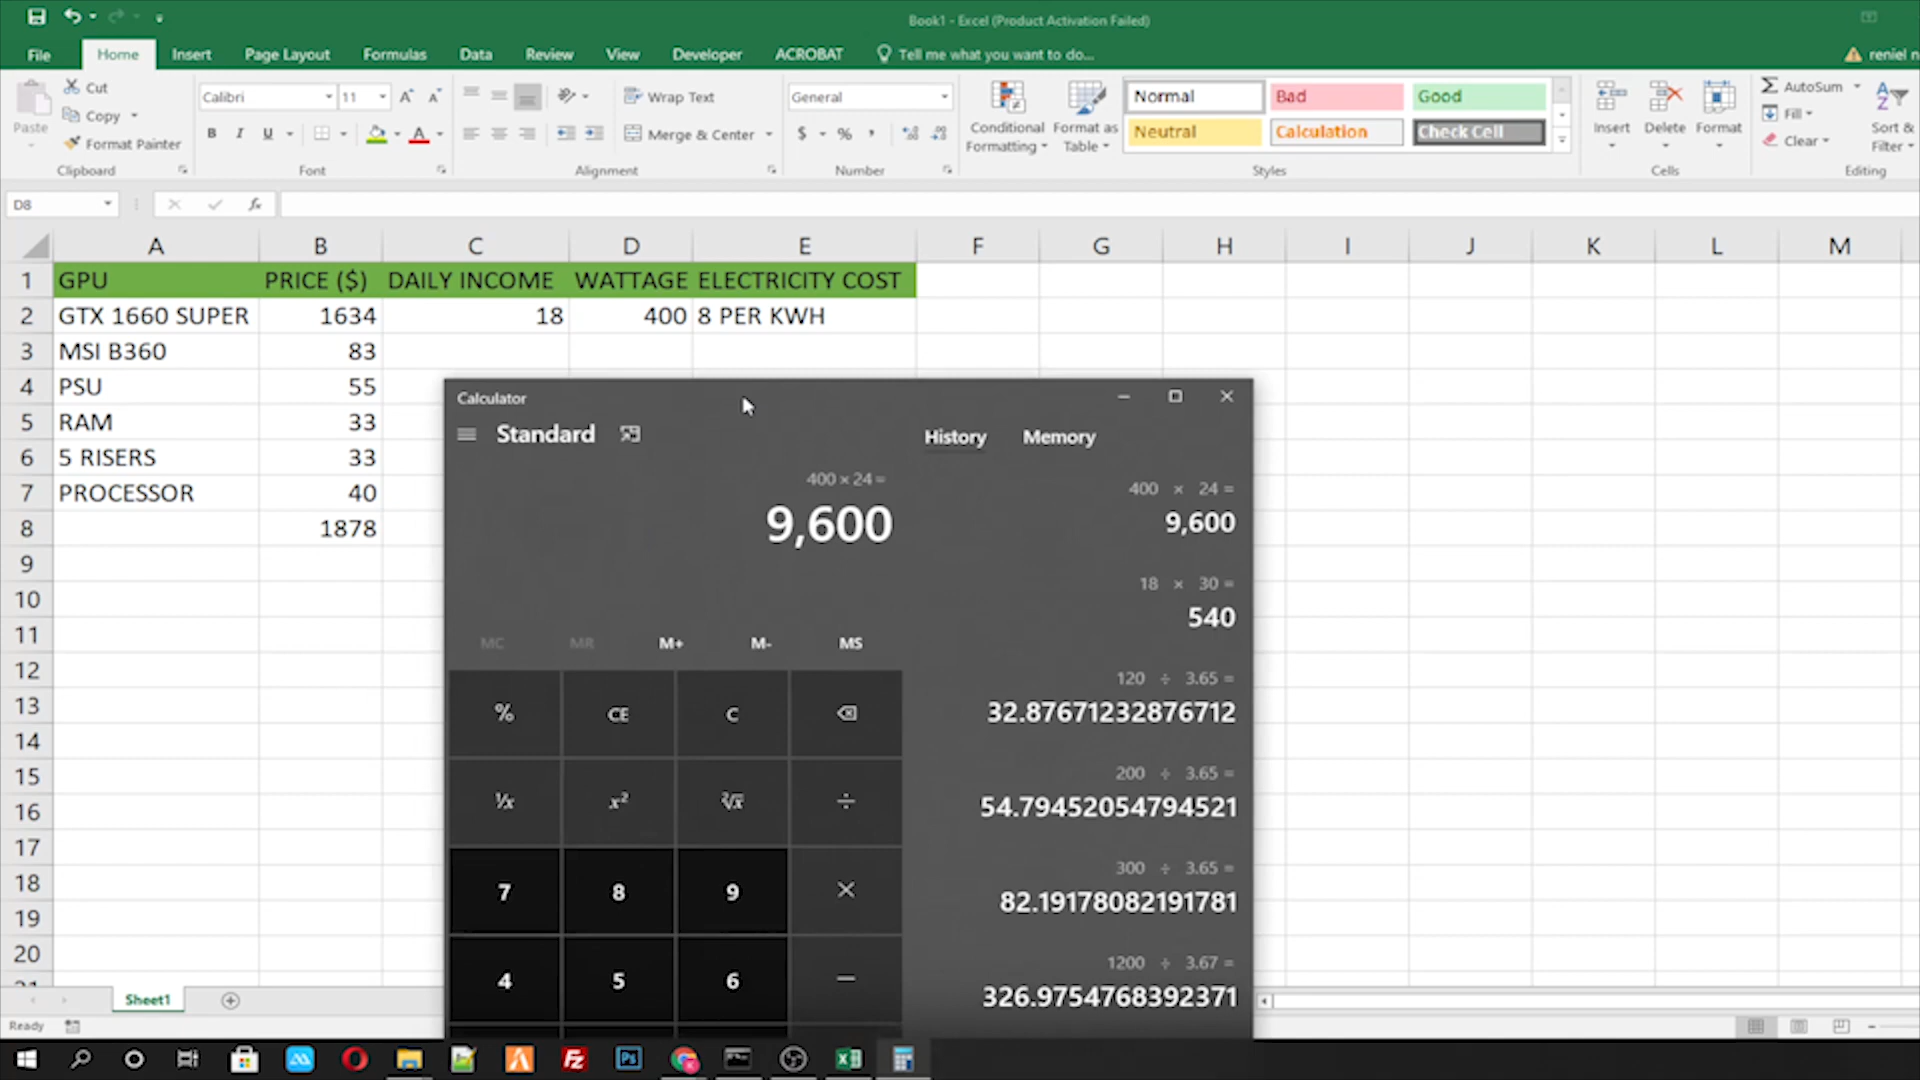 Book1 - Excel (Product Activation Failed)
File Home Insert Page Layout Formulas Data Review View Developer ACROBAT Tell me what you want to do... reniel n
Paste Cut
Copy
Format Painter
Clipboard
Calibri 11
B I U
Font
Wrap Text
Merge & Center
Alignment
General
$ % ,
Number
Conditional Formatting
Format as Table
Normal Bad Good
Neutral Calculation Check Cell
Styles
Insert Delete Format
Cells
AutoSum
Fill
Clear
Sort & Filter
Editing
D8 fx
A B C D E F G H I J K L M
1 GPU PRICE ($) DAILY INCOME WATTAGE ELECTRICITY COST
2 GTX 1660 SUPER 1634 18 400 8 PER KWH
3 MSI B360 83
4 PSU 55
5 RAM 33
6 5 RISERS 33
7 PROCESSOR 40
8 1878
9
10
11
12
13
14
15
16
17
18
19
20
Calculator
Standard
400 × 24 =
9,600
MC MR M+ M- MS
% CE C
⅟x x² ²√x ÷
7 8 9 ×
4 5 6 −
History Memory
400 × 24 =
9,600
18 × 30 =
540
120 ÷ 3.65 =
32.87671232876712
200 ÷ 3.65 =
54.79452054794521
300 ÷ 3.65 =
82.19178082191781
1200 ÷ 3.67 =
326.9754768392371
Sheet1
Ready
Fz Ps